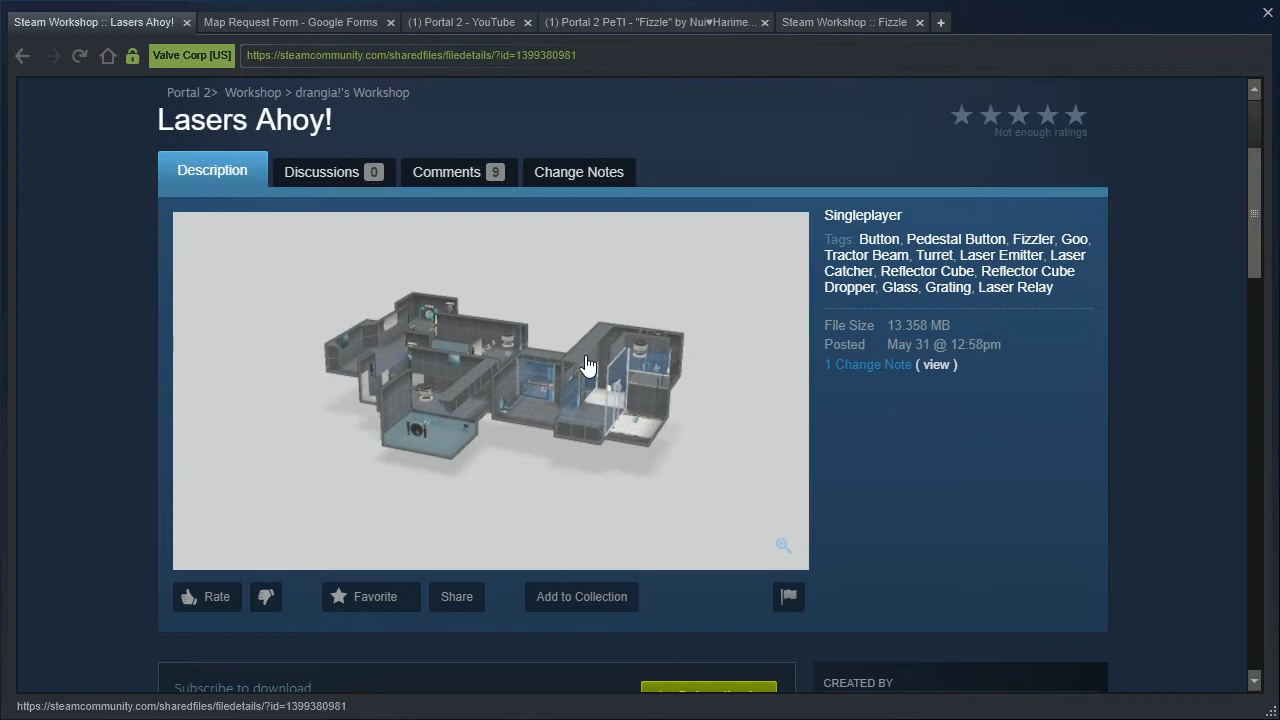 Steam Workshop :: Lasers Ahoy!
Map Request Form - Google Forms
(1) Portal 2 - YouTube
(1) Portal 2 PeTI - "Fizzle" by Nui♥Harime...
Steam Workshop :: Fizzle
Valve Corp [US]
https://steamcommunity.com/sharedfiles/filedetails/?id=1399380981
Portal 2> Workshop > drangia!'s Workshop
Lasers Ahoy!
Not enough ratings
Description
Discussions 0
Comments 9
Change Notes
Singleplayer
Tags: Button, Pedestal Button, Fizzler, Goo,
Tractor Beam, Turret, Laser Emitter, Laser
Catcher, Reflector Cube, Reflector Cube
Dropper, Glass, Grating, Laser Relay
File Size 13.358 MB
Posted May 31 @ 12:58pm
1 Change Note ( view )
Rate
Favorite
Share
Add to Collection
Subscribe to download
CREATED BY
https://steamcommunity.com/sharedfiles/filedetails/?id=1399380981